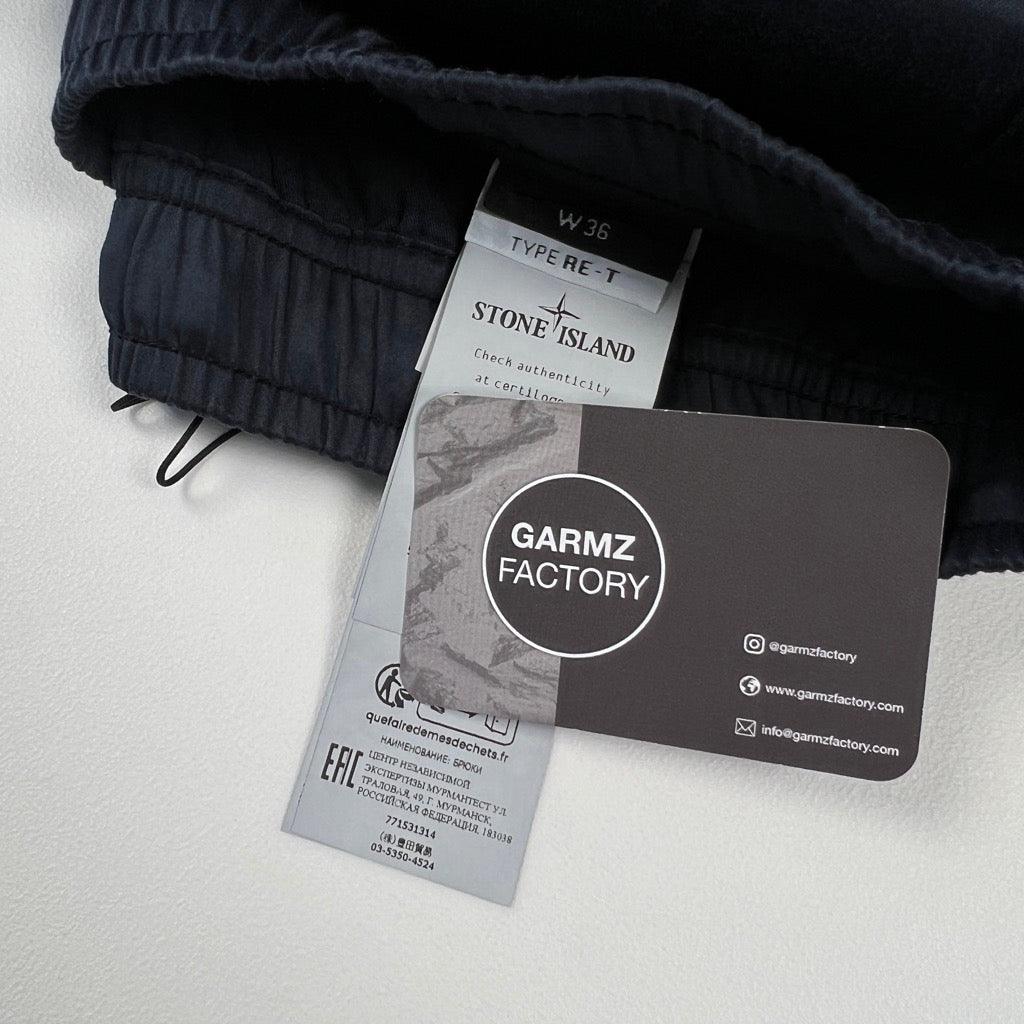 W 36
TYPE RE-T
STONE ISLAND
Check authenticity
at certilogo
GARMZ
FACTORY
@garmzfactory
www.garmzfactory.com
info@garmzfactory.com
quefairedemesdechets.fr
НАИМЕНОВАНИЕ: БРЮКИ
EAC
ЦЕНТР НЕЗАВИСИМОЙ
ЭКСПЕРТИЗЫ МУРМАНТЕСТ УЛ.
ТРАЛОВАЯ, 49, Г. МУРМАНСК,
РОССИЙСКАЯ ФЕДЕРАЦИЯ, 183038
771531314
(株)豊田貿易
03-5350-4524